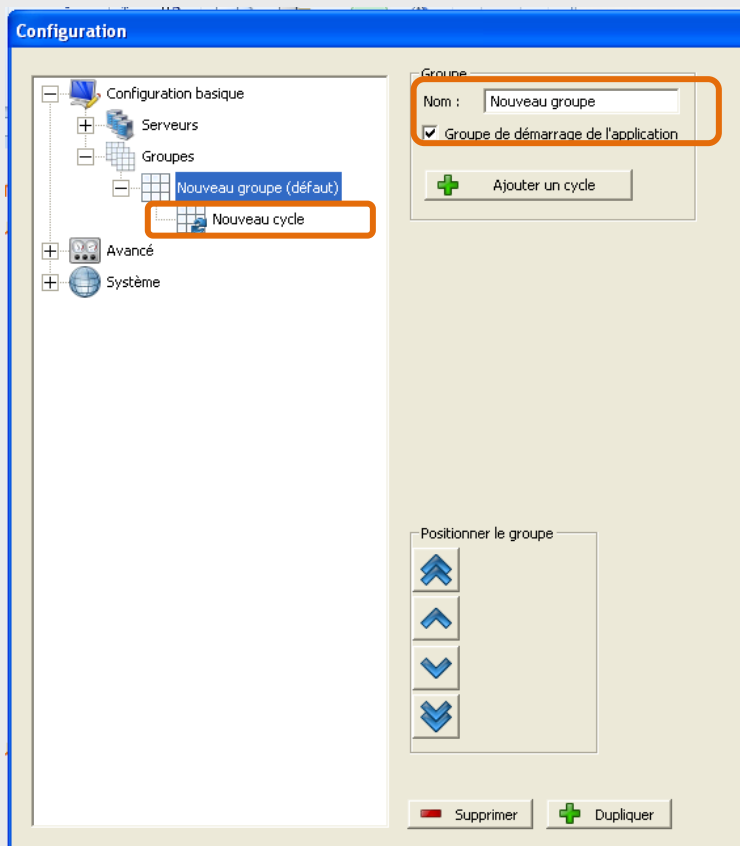 Configuration
Configuration basique
Serveurs
Groupes
Nouveau groupe (défaut)
Nouveau cycle
Avancé
Système
Groupe
Nom : Nouveau groupe
Groupe de démarrage de l'application
Ajouter un cycle
Positionner le groupe
Supprimer
Dupliquer